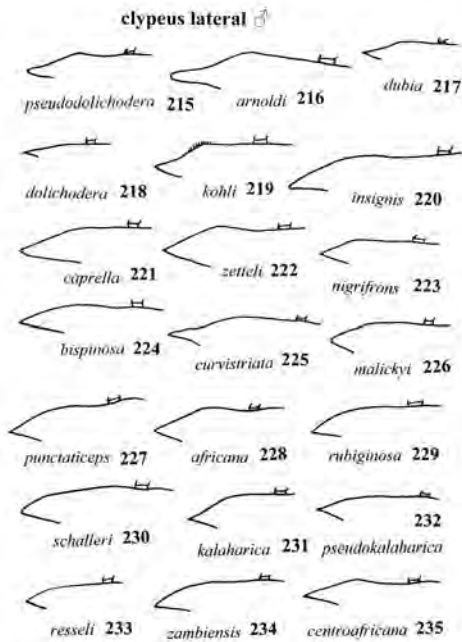 clypeus lateral ♂
pseudodolichodera 215
arnoldi 216
dubia 217
dolichodera 218
kohli 219
insignis 220
caprella 221
zetteli 222
nigrifrons 223
bispinosa 224
curvistriata 225
malickyi 226
punctaticeps 227
africana 228
rubiginosa 229
schalleri 230
kalaharica 231
232
pseudokalaharica
resseli 233
zambiensis 234
centroafricana 235